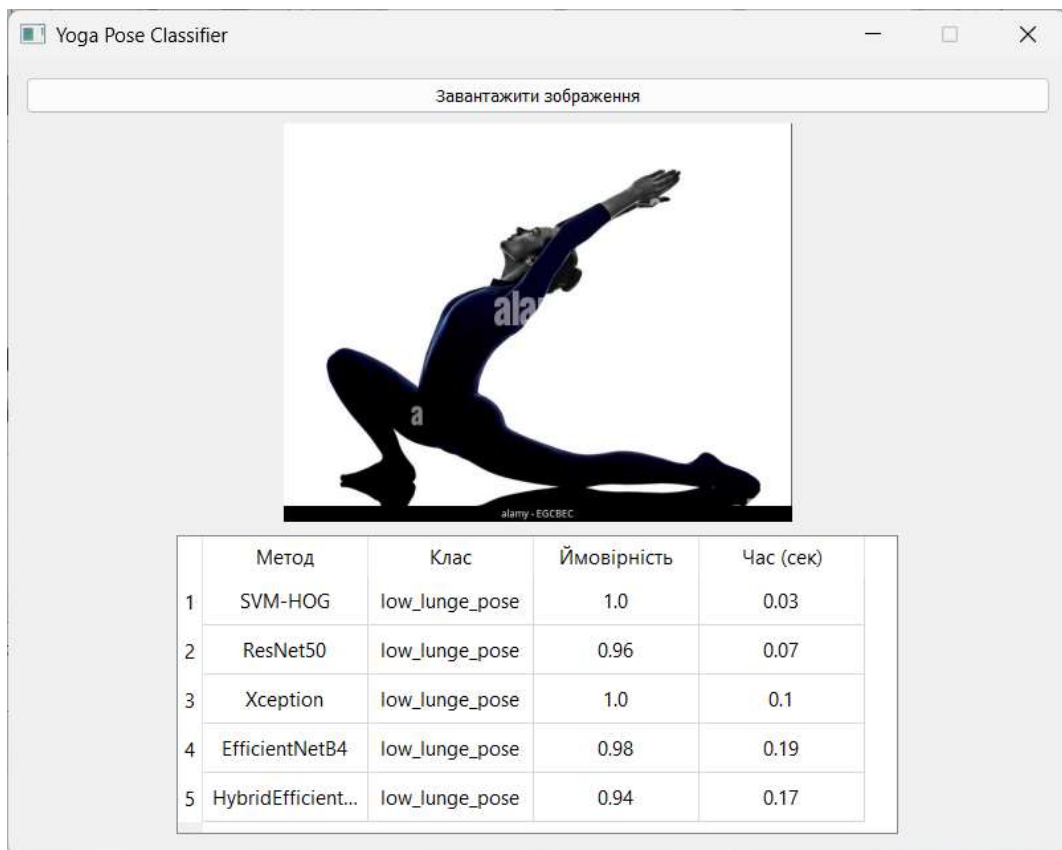 Yoga Pose Classifier
Завантажити зображення
ala
a
alamy - EGCBEC
Метод Клас Ймовірність Час (сек)
1 SVM-HOG low_lunge_pose 1.0 0.03
2 ResNet50 low_lunge_pose 0.96 0.07
3 Xception low_lunge_pose 1.0 0.1
4 EfficientNetB4 low_lunge_pose 0.98 0.19
5 HybridEfficient... low_lunge_pose 0.94 0.17